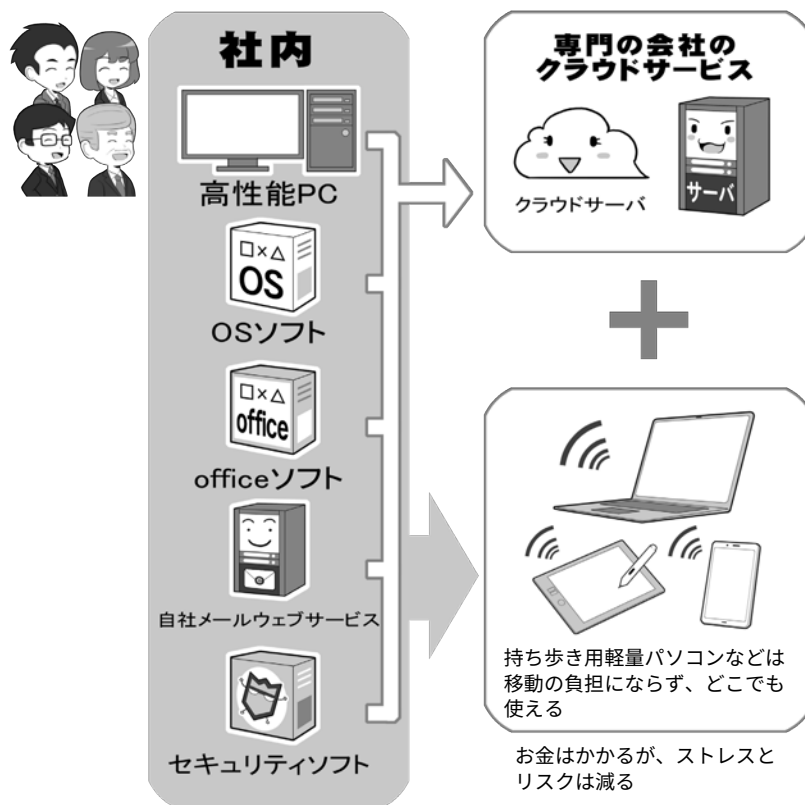 社内
高性能PC
□×△
OS
OSソフト
□×△
office
officeソフト
自社メールウェブサービス
セキュリティソフト
専門の会社の
クラウドサービス
クラウドサーバ
サーバ
持ち歩き用軽量パソコンなどは
移動の負担にならず、どこでも
使える
お金はかかるが、ストレスと
リスクは減る